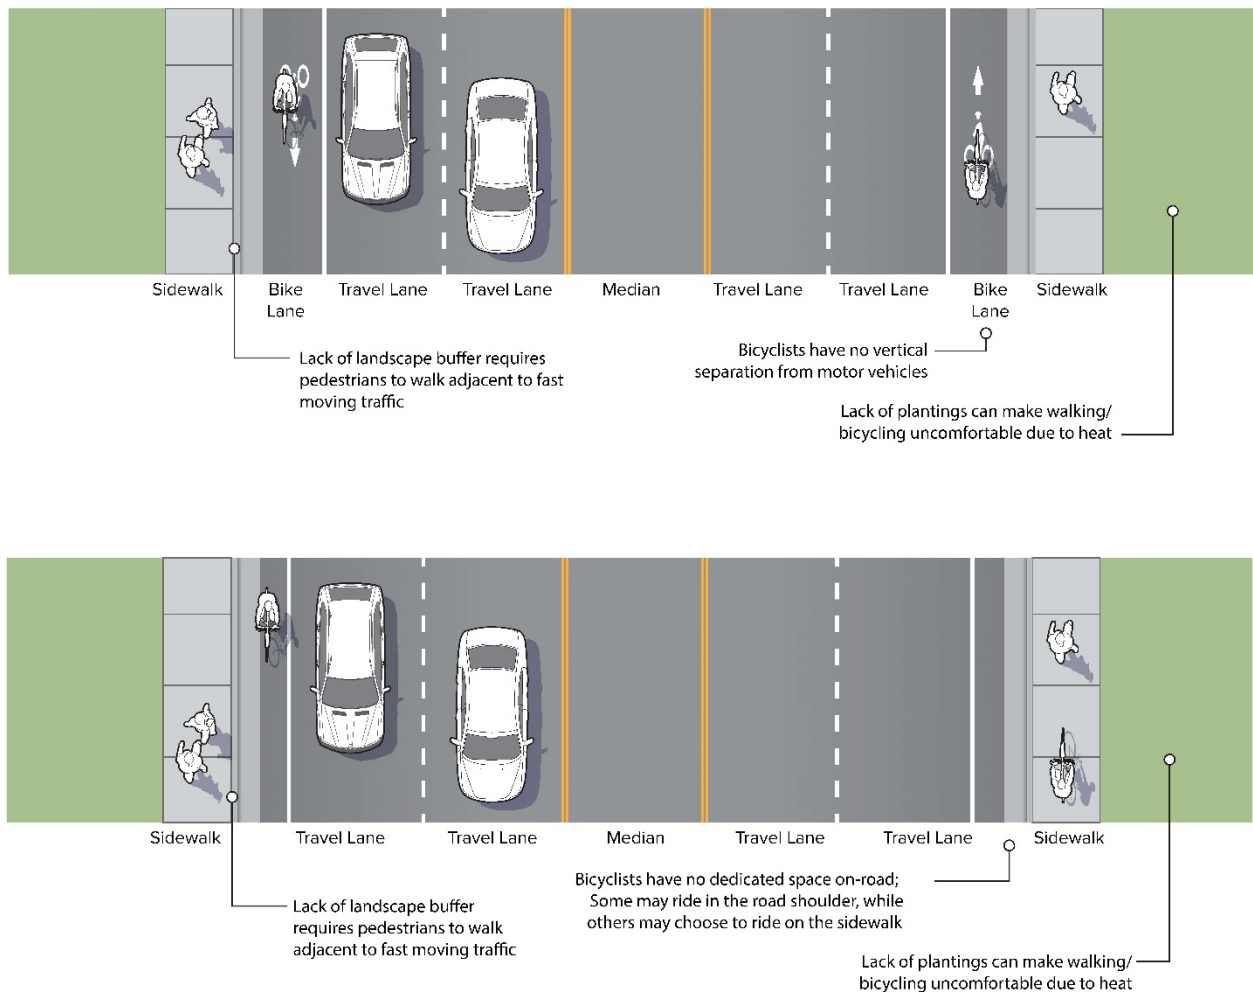 Sidewalk
Bike
Lane
Travel Lane
Travel Lane
Median
Travel Lane
Travel Lane
Bike
Lane
Sidewalk
Lack of landscape buffer requires
pedestrians to walk adjacent to fast
moving traffic
Bicyclists have no vertical
separation from motor vehicles
Lack of plantings can make walking/
bicycling uncomfortable due to heat
Sidewalk
Travel Lane
Travel Lane
Median
Travel Lane
Travel Lane
Sidewalk
Lack of landscape buffer
requires pedestrians to walk
adjacent to fast moving traffic
Bicyclists have no dedicated space on-road;
Some may ride in the road shoulder, while
others may choose to ride on the sidewalk
Lack of plantings can make walking/
bicycling uncomfortable due to heat